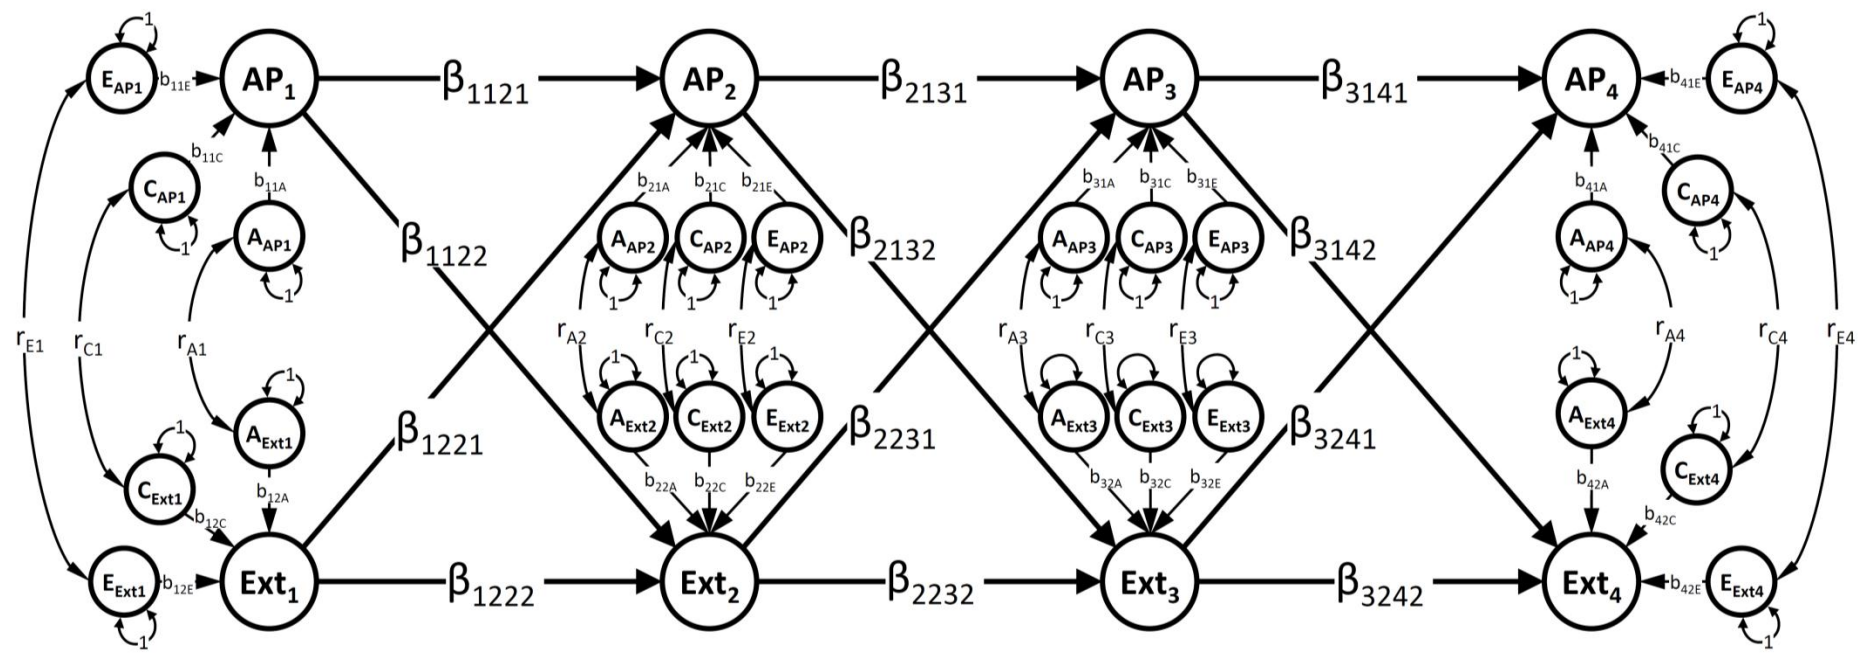 1 1
E_AP1 b_11E AP_1 β_1121 AP_2 β_2131 AP_3 β_3141 AP_4 b_41E E_AP4
b_11C b_41C
C_AP1 b_11A b_21A b_21C b_21E b_31A b_31C b_31E b_41A C_AP4
1 A_AP1 β_1122 A_AP2 C_AP2 E_AP2 β_2132 A_AP3 C_AP3 E_AP3 β_3142 A_AP4 1
1 1 1 1 1 1 1 1
r_E1 r_C1 r_A1 r_A2 r_C2 r_E2 r_A3 r_C3 r_E3 r_A4 r_C4 r_E4
1 1 1 1 1
A_Ext1 β_1221 A_Ext2 C_Ext2 E_Ext2 β_2231 A_Ext3 C_Ext3 E_Ext3 β_3241 A_Ext4
1 1
C_Ext1 b_12A b_22A b_22C b_22E b_32A b_32C b_32E b_42A C_Ext4
b_12C b_42C
E_Ext1 b_12E Ext_1 β_1222 Ext_2 β_2232 Ext_3 β_3242 Ext_4 b_42E E_Ext4
1 1